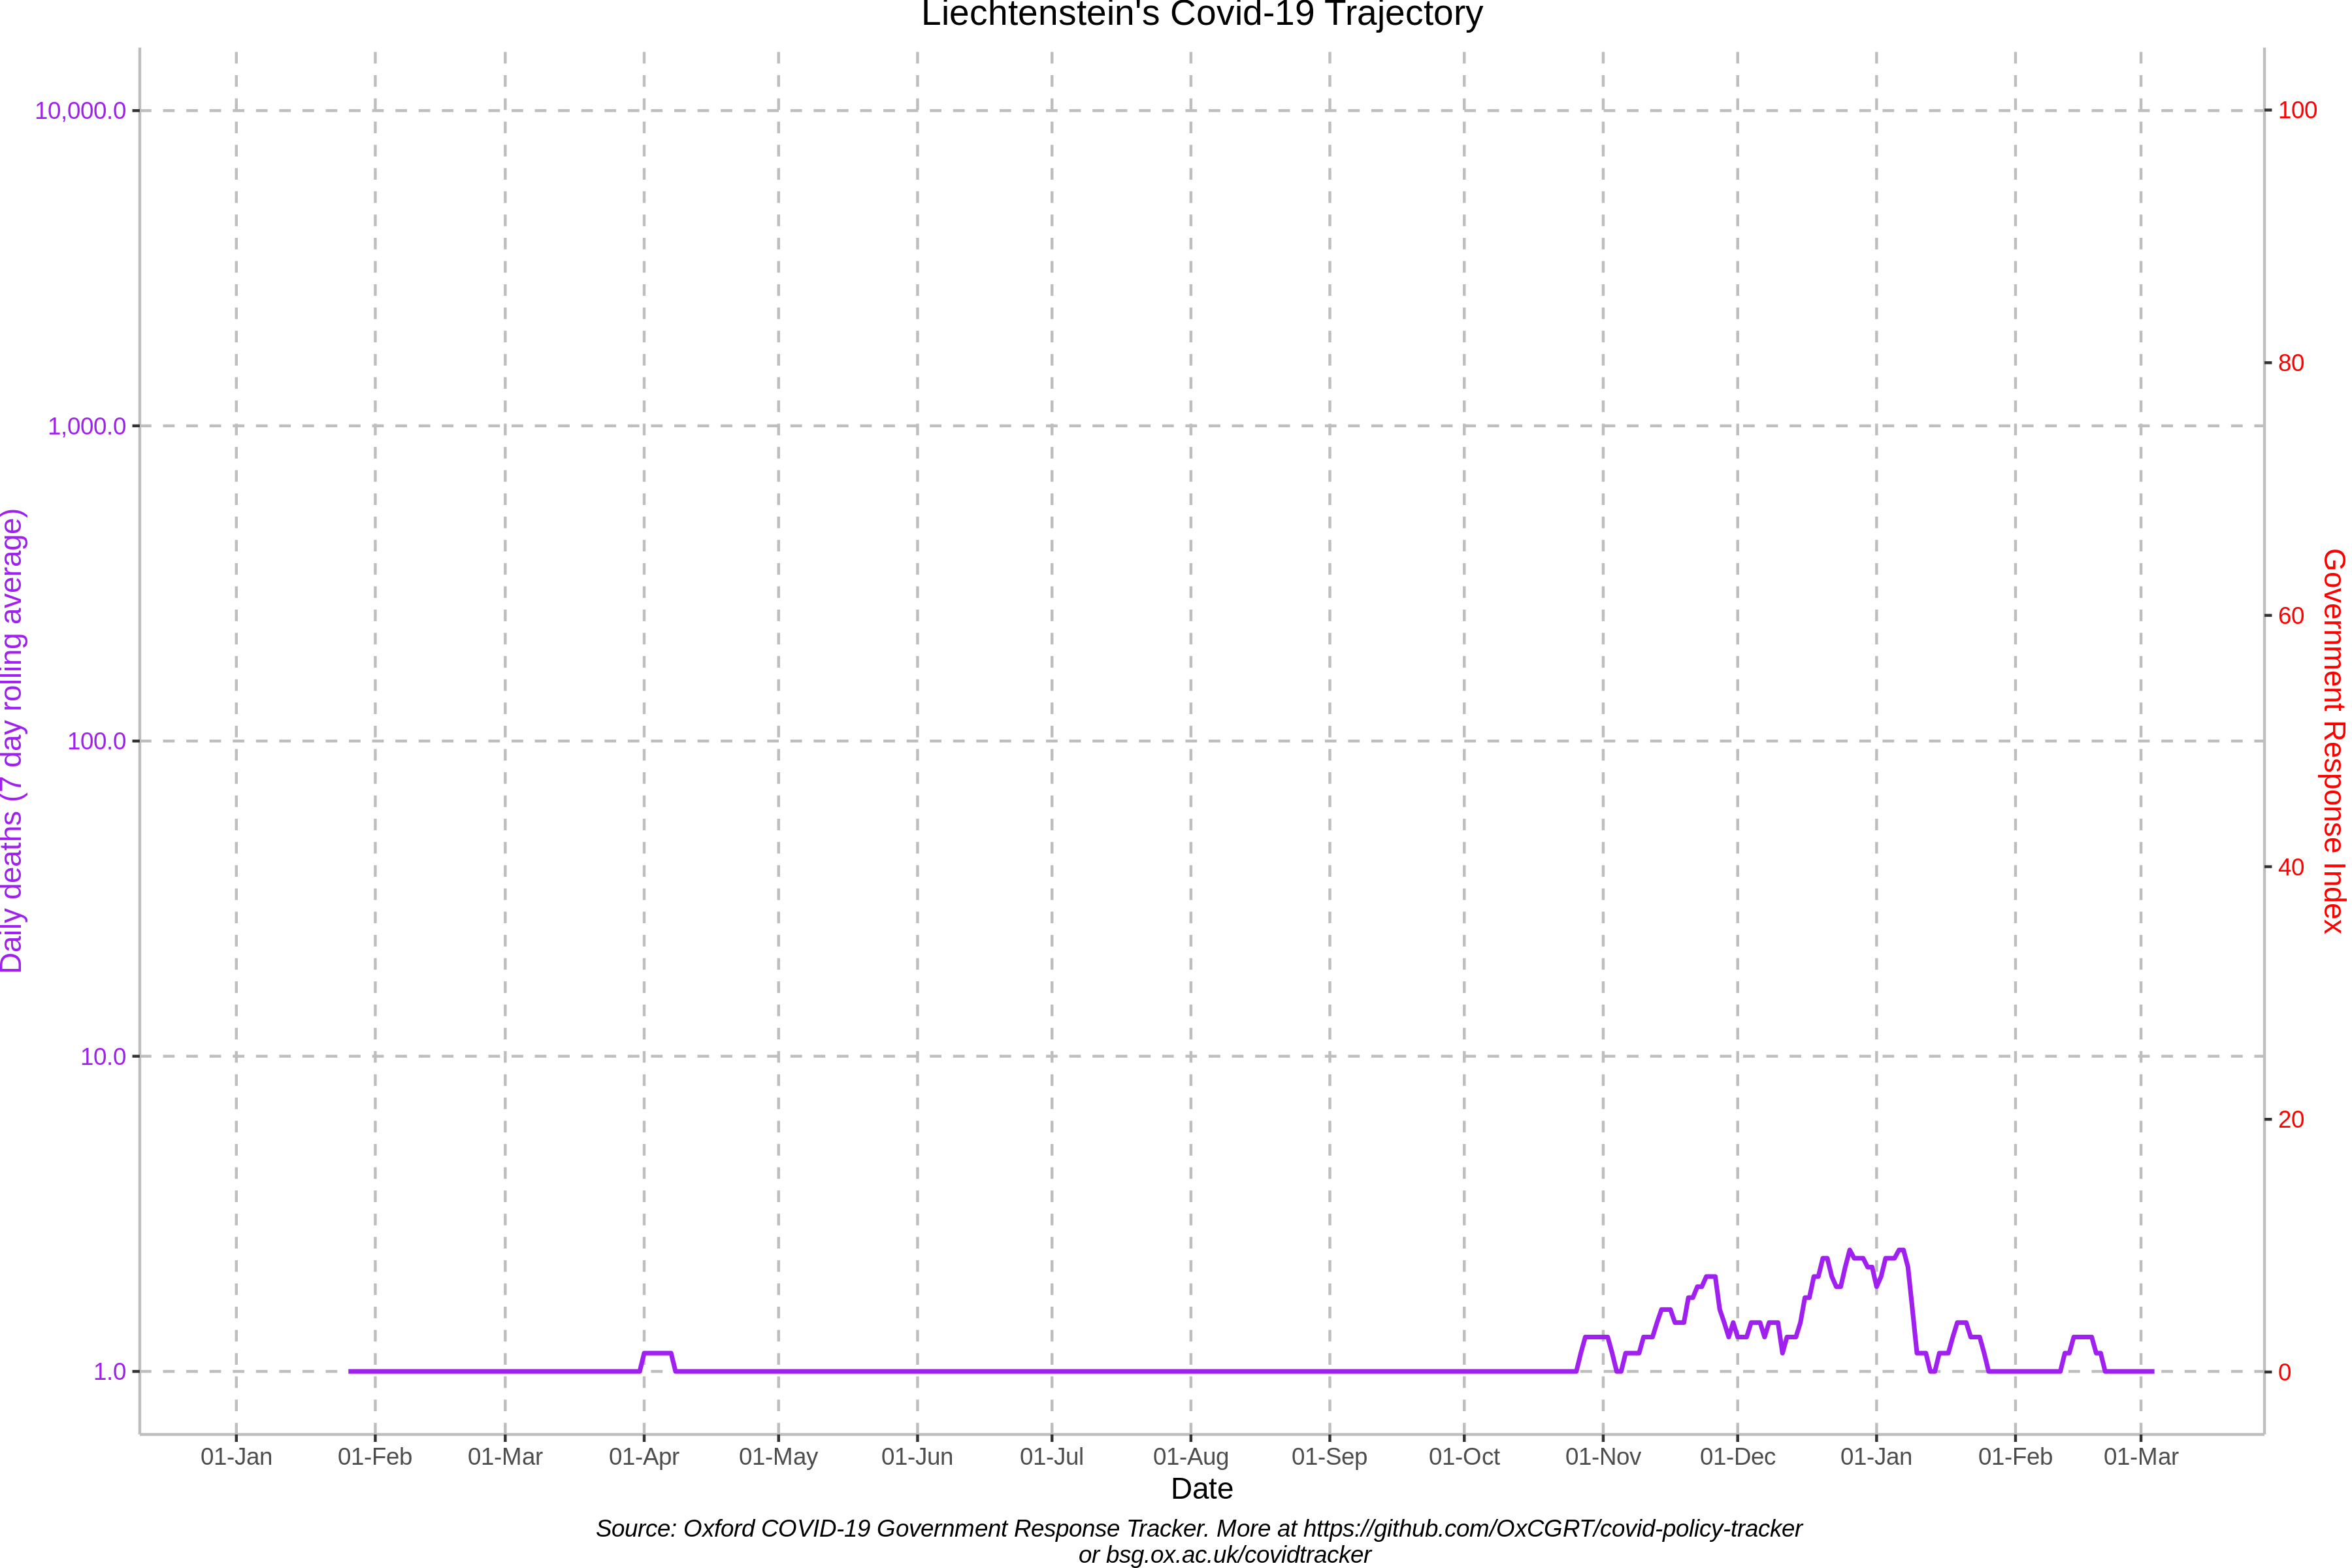 Liechtenstein's Covid-19 Trajectory
Daily deaths (7 day rolling average)
10,000.0
1,000.0
100.0
10.0
1.0
100
80
60
40
20
0
Government Response Index
01-Jan 01-Feb 01-Mar 01-Apr 01-May 01-Jun 01-Jul 01-Aug 01-Sep 01-Oct 01-Nov 01-Dec 01-Jan 01-Feb 01-Mar
Date
Source: Oxford COVID-19 Government Response Tracker. More at https://github.com/OxCGRT/covid-policy-tracker
or bsg.ox.ac.uk/covidtracker